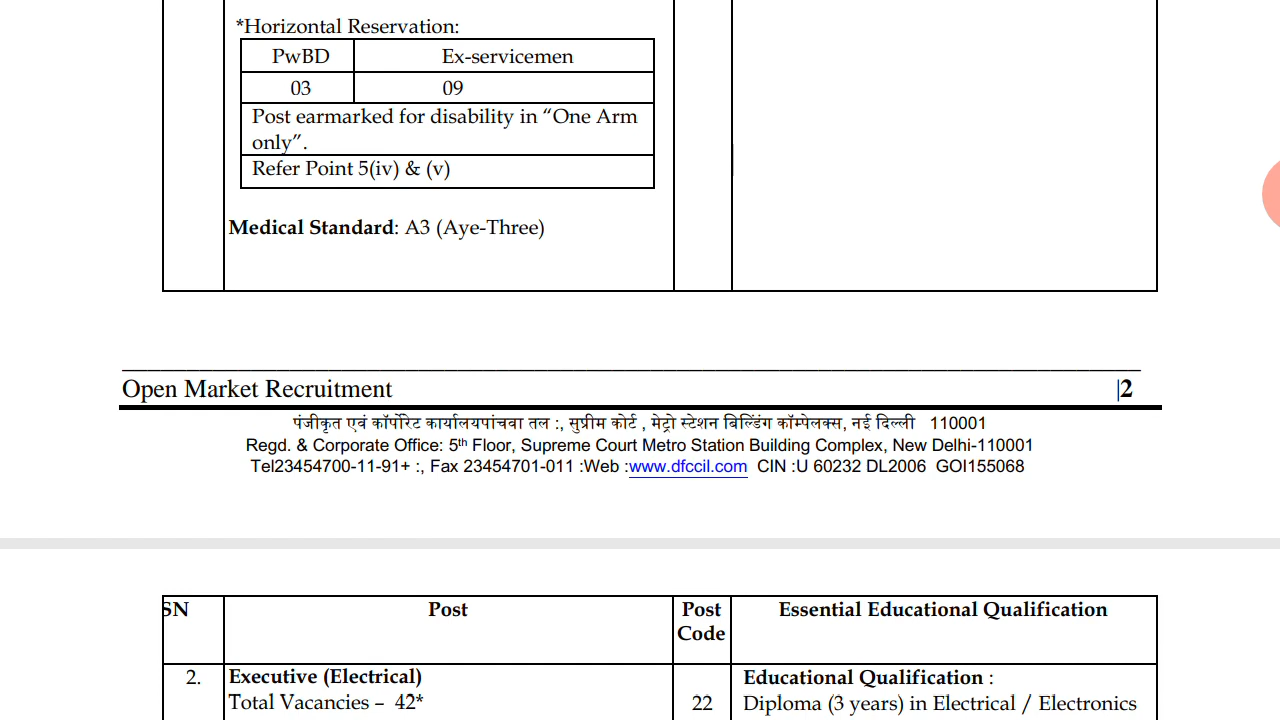 *Horizontal Reservation:
PwBD Ex-servicemen
03 09
Post earmarked for disability in “One Arm
only”.
Refer Point 5(iv) & (v)
Medical Standard: A3 (Aye-Three)
Open Market Recruitment |2
पंजीकृत एवं कॉर्पोरेट कार्यालयपांचवा तल :, सुप्रीम कोर्ट , मेट्रो स्टेशन बिल्डिंग कॉम्पेलक्स, नई दिल्ली 110001
Regd. & Corporate Office: 5th Floor, Supreme Court Metro Station Building Complex, New Delhi-110001
Tel23454700-11-91+ :, Fax 23454701-011 :Web :www.dfccil.com CIN :U 60232 DL2006 GOI155068
SN Post Post Essential Educational Qualification
Code
2. Executive (Electrical) Educational Qualification :
Total Vacancies – 42* 22 Diploma (3 years) in Electrical / Electronics